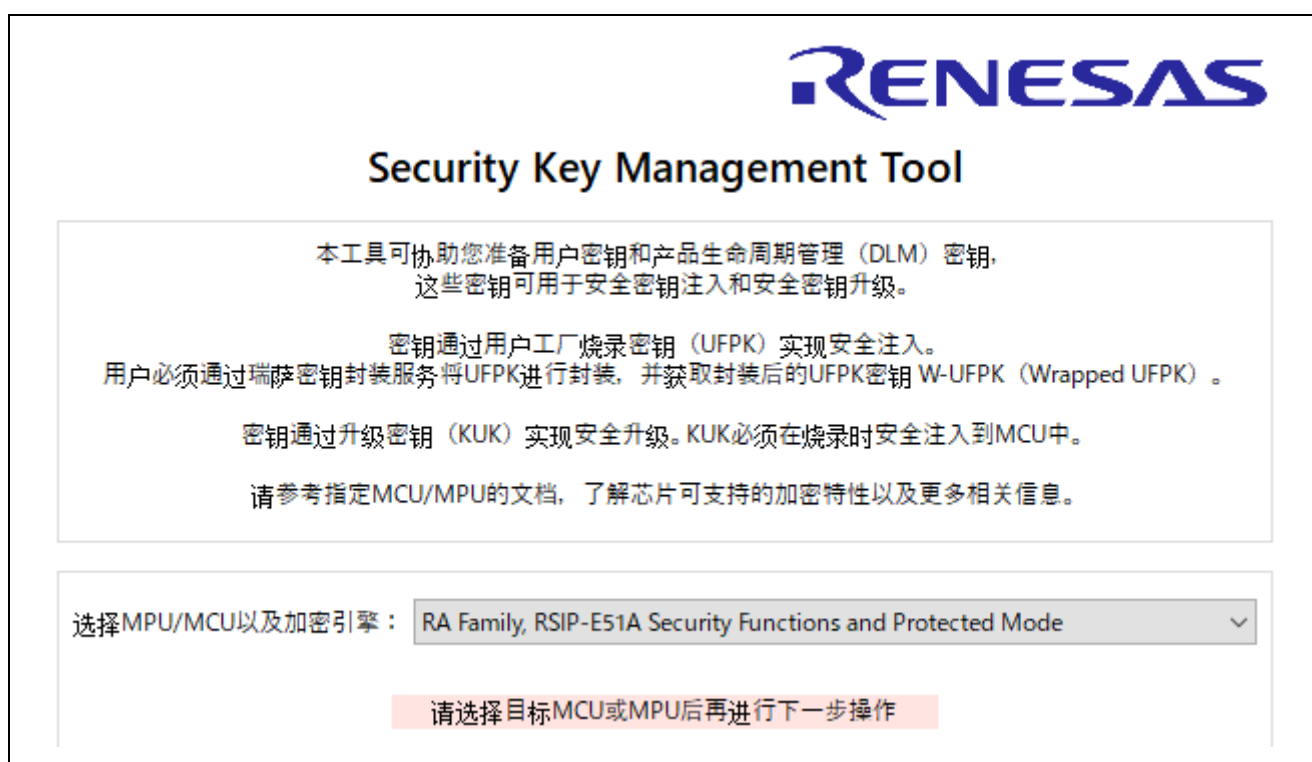 RENESAS
Security Key Management Tool
本工具可协助您准备用户密钥和产品生命周期管理（DLM）密钥，
这些密钥可用于安全密钥注入和安全密钥升级。
密钥通过用户工厂烧录密钥（UFPK）实现安全注入。
用户必须通过瑞萨密钥封装服务将UFPK进行封装，并获取封装后的UFPK密钥 W-UFPK（Wrapped UFPK）。
密钥通过升级密钥（KUK）实现安全升级。KUK必须在烧录时安全注入到MCU中。
请参考指定MCU/MPU的文档，了解芯片可支持的加密特性以及更多相关信息。
选择MPU/MCU以及加密引擎： RA Family, RSIP-E51A Security Functions and Protected Mode
请选择目标MCU或MPU后再进行下一步操作